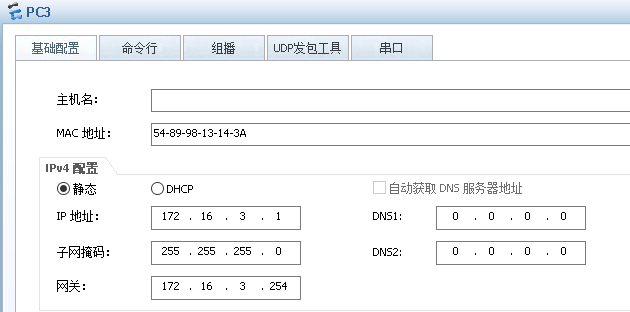 PC3
基础配置 命令行 组播 UDP发包工具 串口
主机名：
MAC 地址： 54-89-98-13-14-3A
IPv4 配置
静态 DHCP 自动获取 DNS 服务器地址
IP 地址： 172 . 16 . 3 . 1 DNS1: 0 . 0 . 0 . 0
子网掩码： 255 . 255 . 255 . 0 DNS2: 0 . 0 . 0 . 0
网关： 172 . 16 . 3 . 254